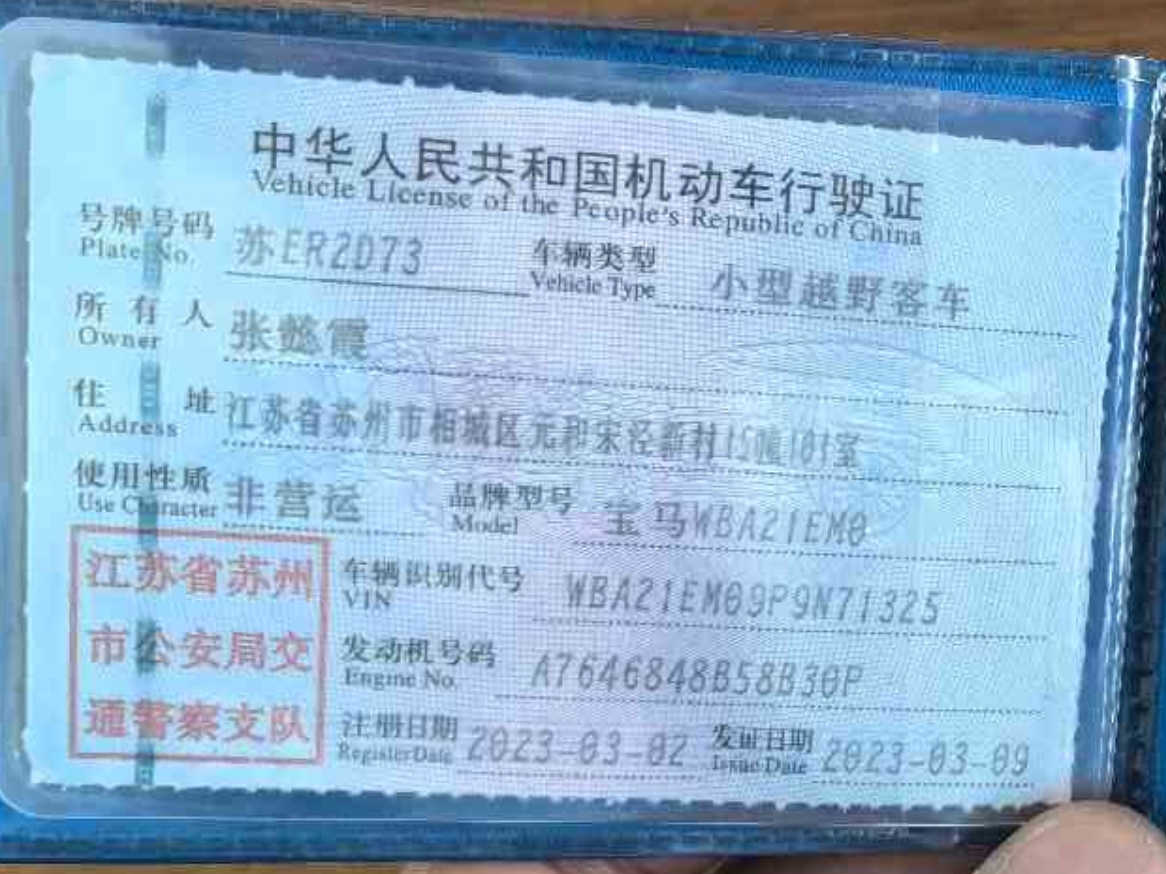 中华人民共和国机动车行驶证
Vehicle License of the People's Republic of China
号牌号码 苏ER2D73 车辆类型 小型越野客车
Plate No. Vehicle Type
所有人 张懿霞
Owner
住址 江苏省苏州市相城区元和宋泾新村15幢101室
Address
使用性质 非营运 品牌型号 宝马WBA21EM0
Use Character Model
江苏省苏州
市公安局交
通警察支队
车辆识别代号 WBA21EM09P9N71325
VIN
发动机号码 A7646848B58B30P
Engine No.
注册日期 2023-03-02 发证日期 2023-03-09
Register Date Issue Date